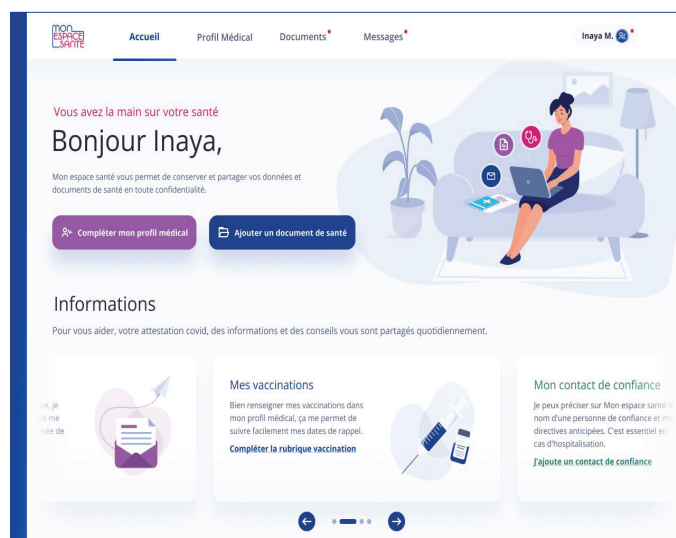 MON
ESPACE
SANTÉ
Accueil
Profil Médical
Documents
Messages
Inaya M.
Vous avez la main sur votre santé
Bonjour Inaya,
Mon espace santé vous permet de conserver et partager vos données et
documents de santé en toute confidentialité.
Compléter mon profil médical
Ajouter un document de santé
Informations
Pour vous aider, votre attestation covid, des informations et des conseils vous sont partagés quotidiennement.
je
me
de
Mes vaccinations
Bien renseigner mes vaccinations dans
mon profil médical, ça me permet de
suivre facilement mes dates de rappel.
Compléter la rubrique vaccination
Mon contact de confiance
Je peux préciser sur Mon espace santé
nom d'une personne de confiance et
directives anticipées. C'est essentiel en
cas d'hospitalisation.
J'ajoute un contact de confiance